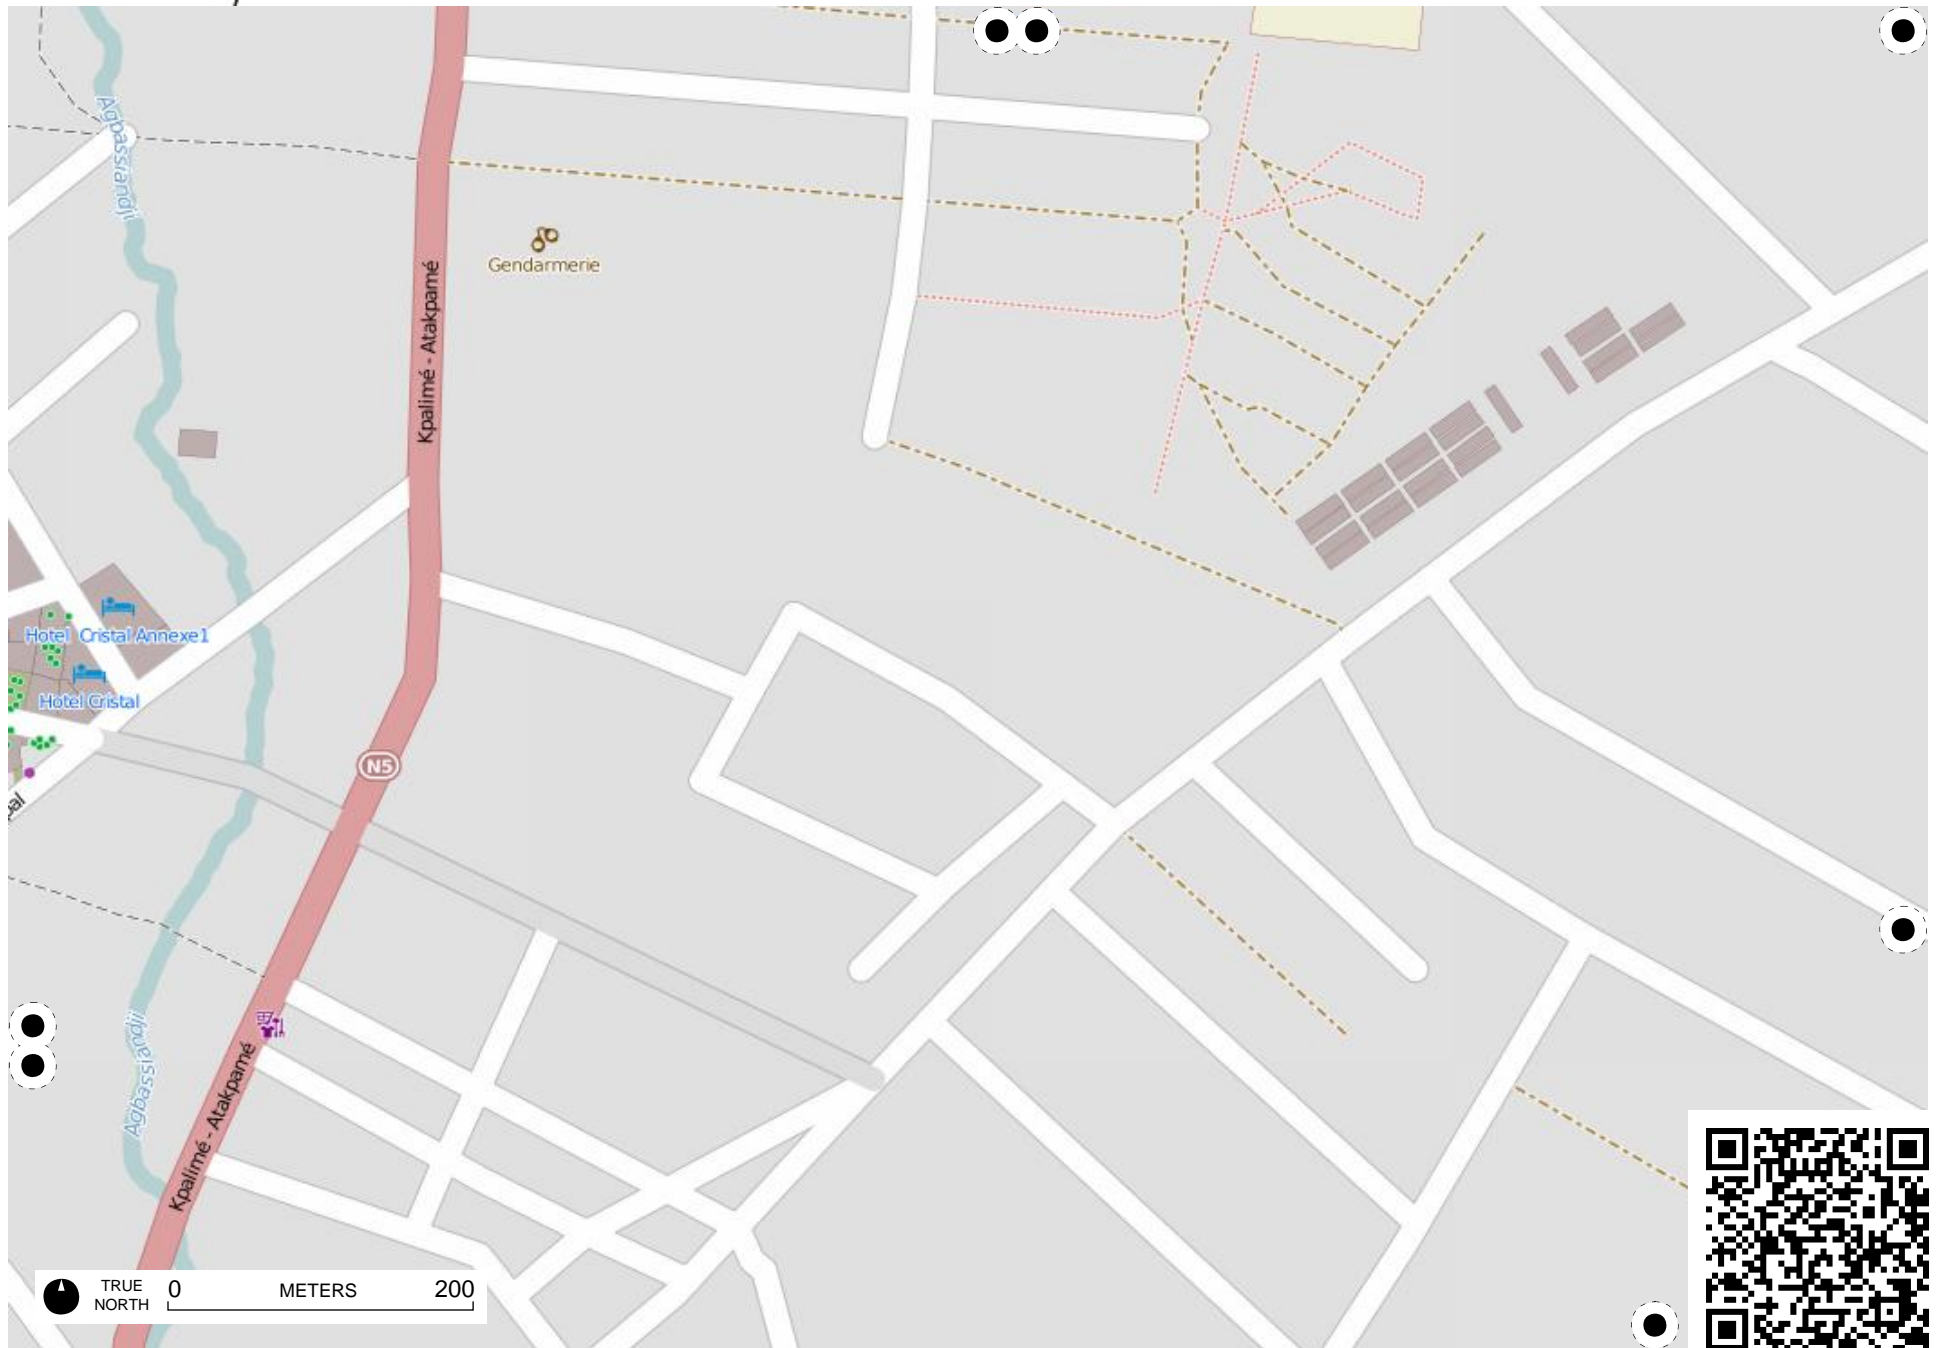 Agbassiandji
Gendarmerie
Kpalimé - Atakpamé
Hotel Cristal Annexe1
Hotel Cristal
N5
Agbassiandji
Kpalimé - Atakpamé
TRUE NORTH
0 METERS 200